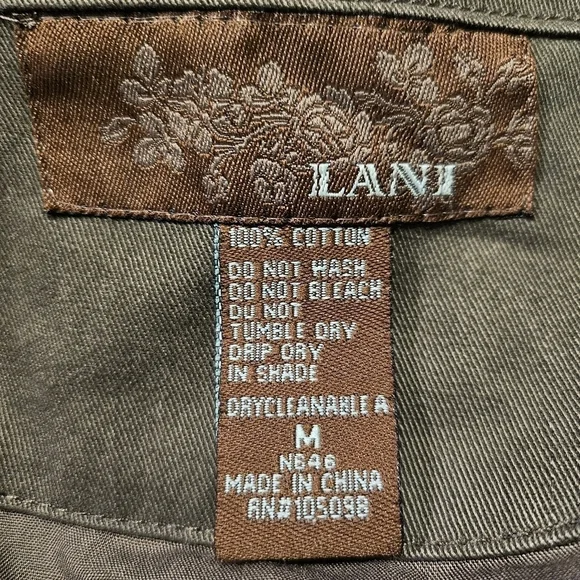 LANI
100% COTTON
DO NOT WASH
DO NOT BLEACH
DO NOT
TUMBLE DRY
DRIP DRY
IN SHADE
DRYCLEANABLE A
M
N646
MADE IN CHINA
AN#105098